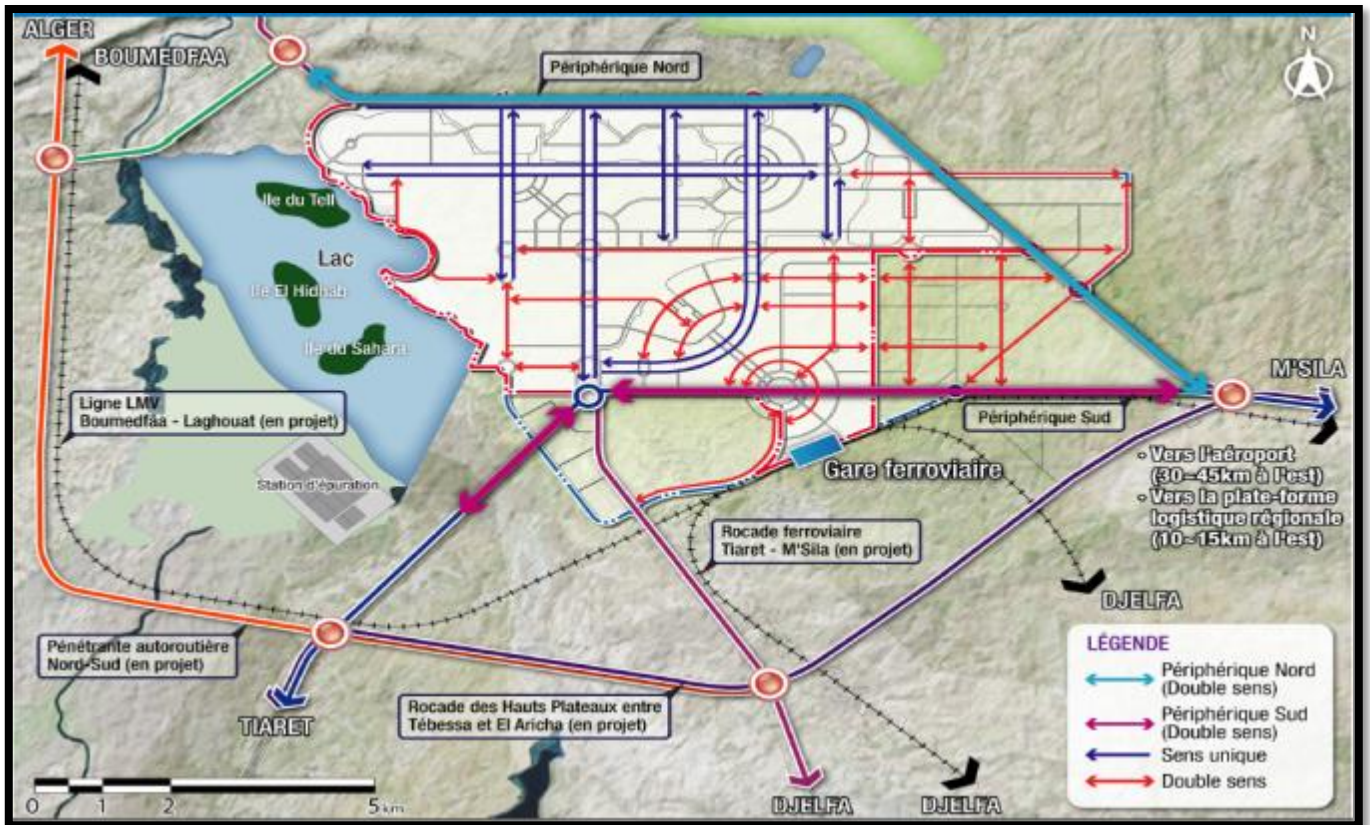 ALGER
BOUMEDFAA
Périphérique Nord
N
Ile du Tell
Lac
Ile El Hidhab
Ile du Sahara
Ligne LMV
Boumedfaa - Laghouat (en projet)
Station d'épuration
M'SILA
Périphérique Sud
Gare ferroviaire
- Vers l'aéroport
(30~45km à l'est)
- Vers la plate-forme
logistique régionale
(10~15km à l'est)
Rocade ferroviaire
Tiaret - M'Sila (en projet)
DJELFA
Pénétrante autoroutière
Nord-Sud (en projet)
TIARET
Rocade des Hauts Plateaux entre
Tébessa et El Aricha (en projet)
LÉGENDE
Périphérique Nord
(Double sens)
Périphérique Sud
(Double sens)
Sens unique
Double sens
0 1 2 5 km
DJELFA
DJELFA